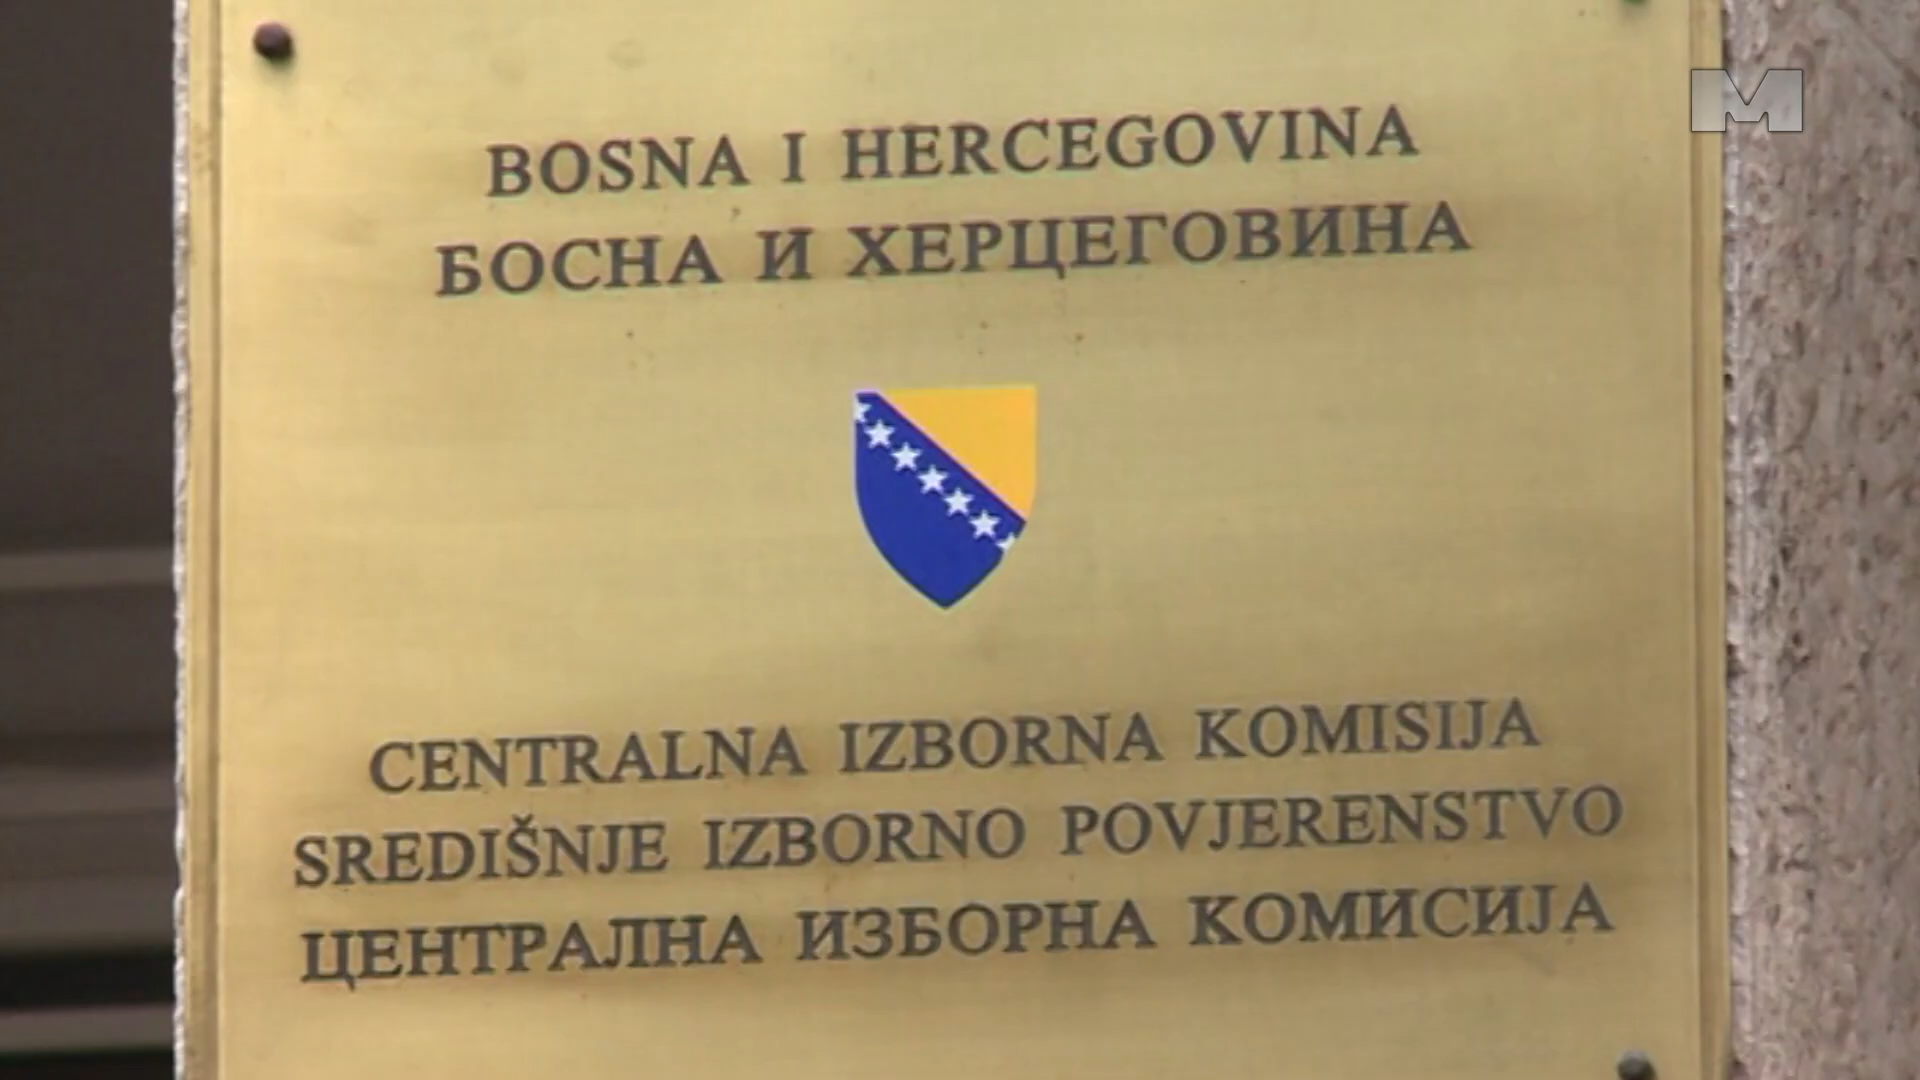 M
BOSNA I HERCEGOVINA
БОСНА И ХЕРЦЕГОВИНА
CENTRALNA IZBORNA KOMISIJA
SREDIŠNJE IZBORNO POVJERENSTVO
ЦЕНТРАЛНА ИЗБОРНА КОМИСИЈА